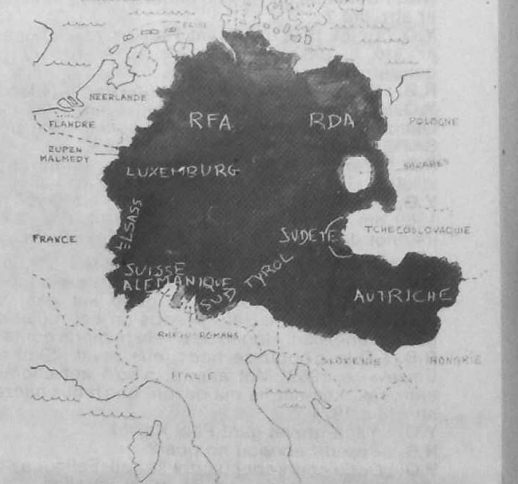 NEERLANDE
FLANDRE
EUPEN
MALMEDY
RFA
RDA
POLOGNE
LUXEMBURG
ELSASS
FRANCE
SUDETE
TCHECOSLOVAQUIE
SUISSE
ALEMANIQUE
SUD TYROL
AUTRICHE
RHETO-ROMANS
ITALIE
SLOVENIE
HONGRIE